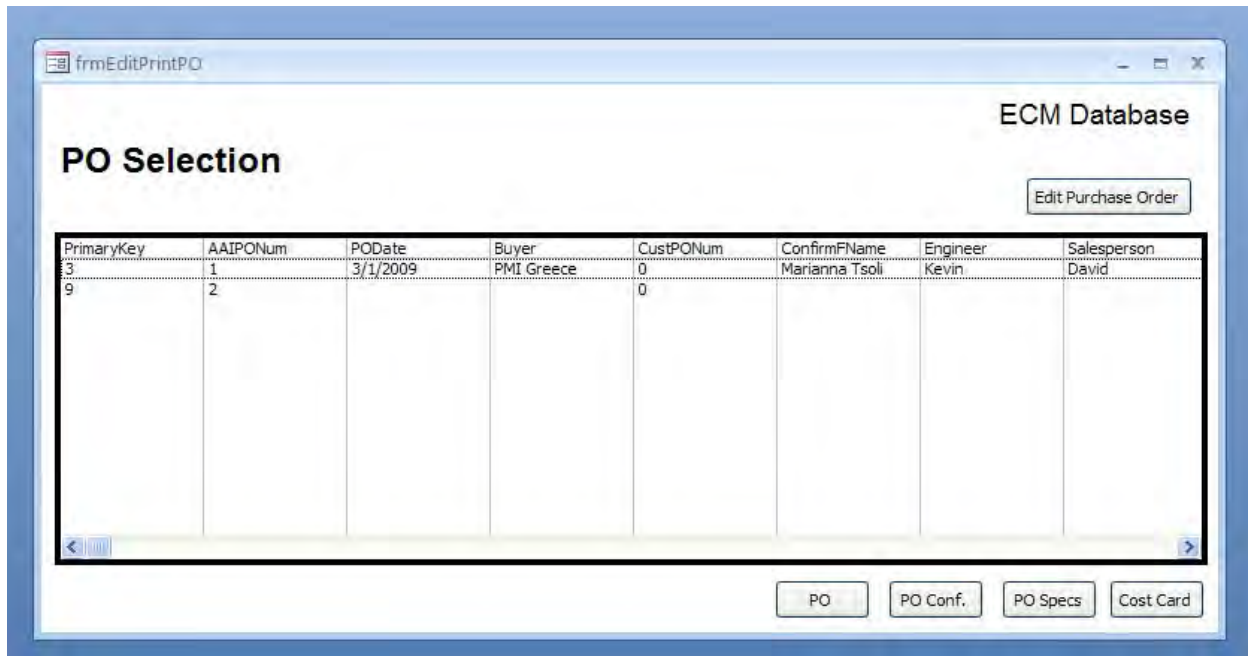 frmEditPrintPO
ECM Database
PO Selection
Edit Purchase Order
PrimaryKey AAIPONum PODate Buyer CustPONum ConfirmFName Engineer Salesperson
3 1 3/1/2009 PMI Greece 0 Marianna Tsoli Kevin David
9 2 0
PO PO Conf. PO Specs Cost Card